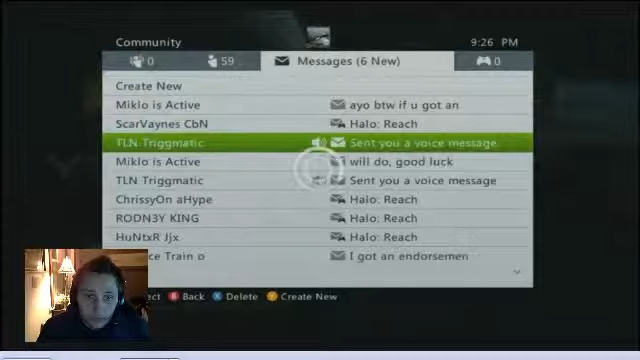 Community
9:26 PM
0
59
Messages (6 New)
0
Create New
Miklo is Active ayo btw if u got an
ScarVaynes CbN Halo: Reach
TLN Triggmatic Sent you a voice message
Miklo is Active will do, good luck
TLN Triggmatic Sent you a voice message
ChrissyOn aHype Halo: Reach
RODN3Y KING Halo: Reach
HuNtxR Jjx Halo: Reach
ce Train o I got an endorsemen
ect B Back X Delete Y Create New